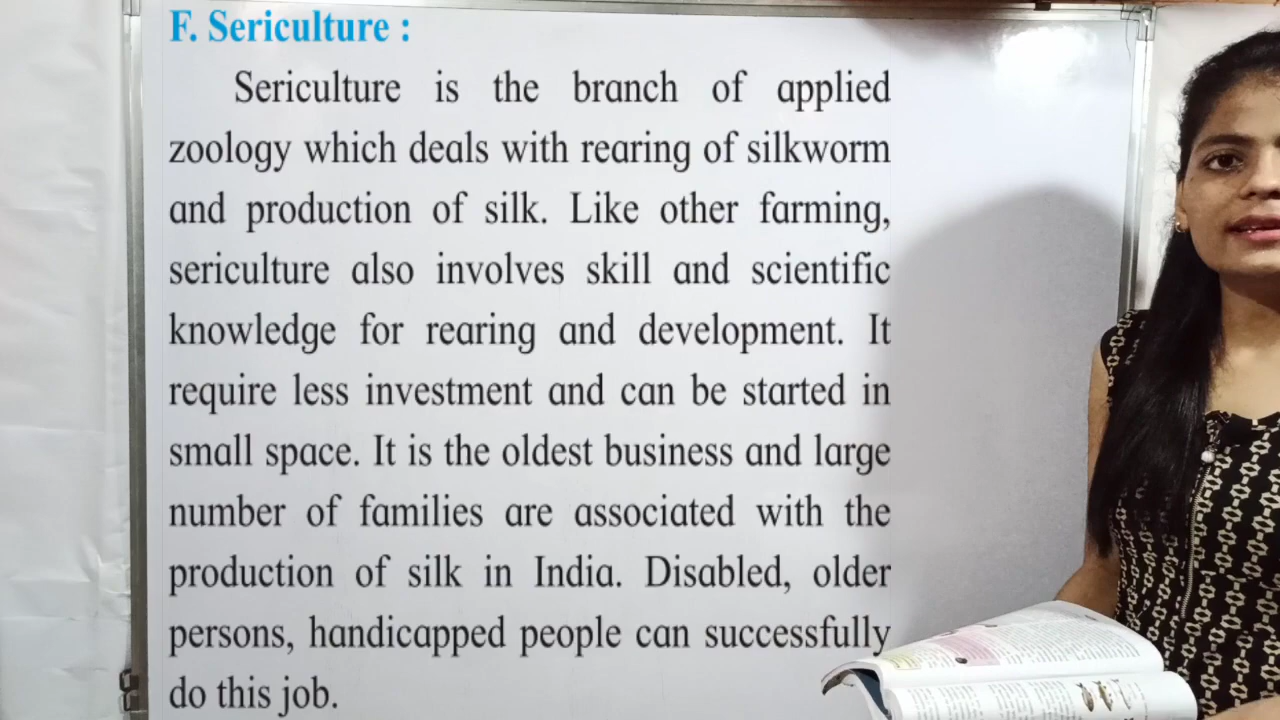 F. Sericulture :
Sericulture is the branch of applied
zoology which deals with rearing of silkworm
and production of silk. Like other farming,
sericulture also involves skill and scientific
knowledge for rearing and development. It
require less investment and can be started in
small space. It is the oldest business and large
number of families are associated with the
production of silk in India. Disabled, older
persons, handicapped people can successfully
do this job.